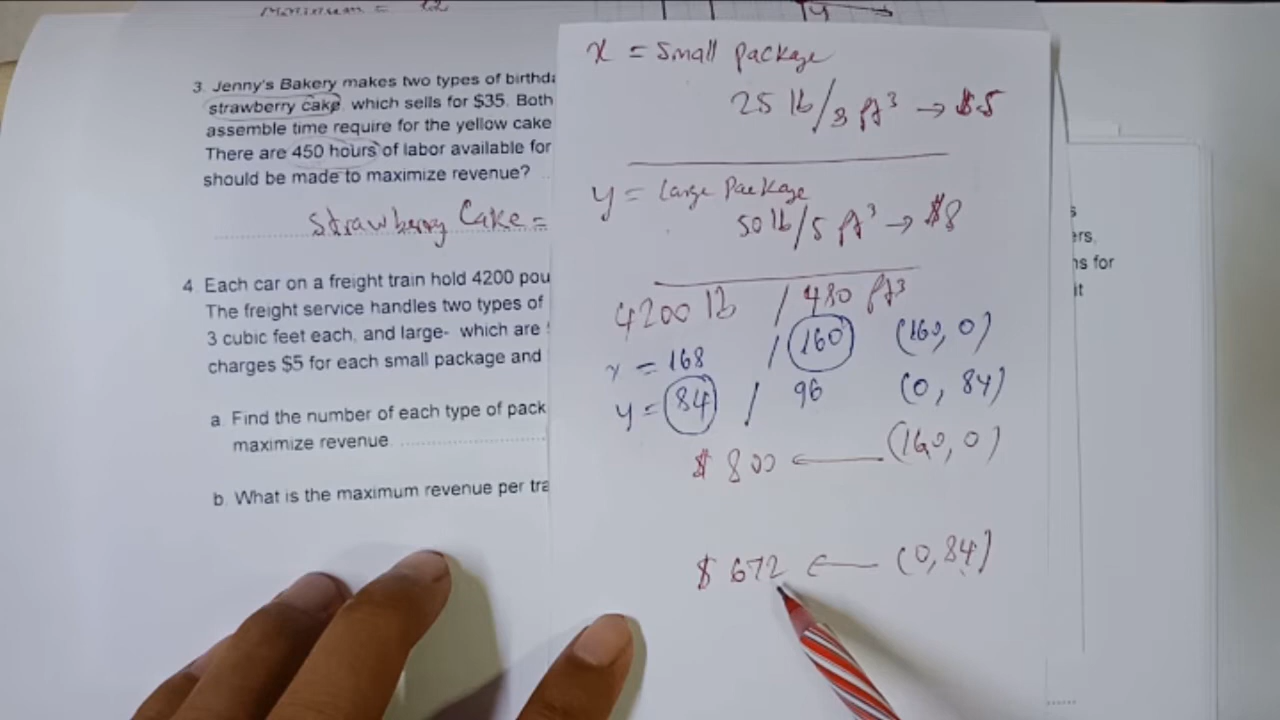 3. Jenny's Bakery makes two types of birthda
strawberry cake, which sells for $35. Both
assemble time require for the yellow cake
There are 450 hours of labor available for
should be made to maximize revenue?
Strawberry Cake =
4 Each car on a freight train hold 4200 pou
The freight service handles two types of
3 cubic feet each, and large- which are
charges $5 for each small package and
a. Find the number of each type of pack
maximize revenue
b. What is the maximum revenue per tra
x = Small package
25 lb/3 ft³ → $5
y = Large Package
50 lb/5 ft³ → $8
4200 lb / 480 ft³
x = 168 / 160 (160, 0)
y = 84 / 96 (0, 84)
$ 800 ← (160, 0)
$ 672 ← (0, 84)
s
ers,
ns for
it